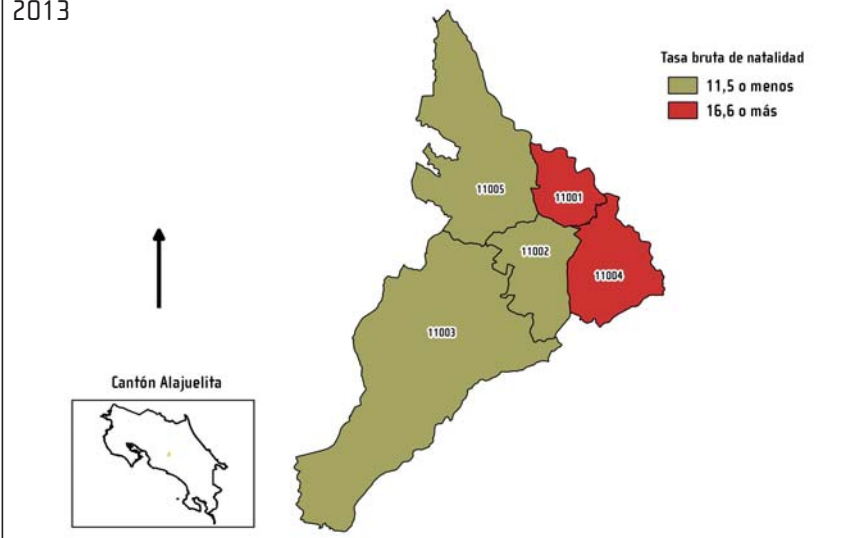 2013
Tasa bruta de natalidad
11,5 o menos
16,6 o más
11005
11001
11002
11004
11003
Cantón Alajuelita